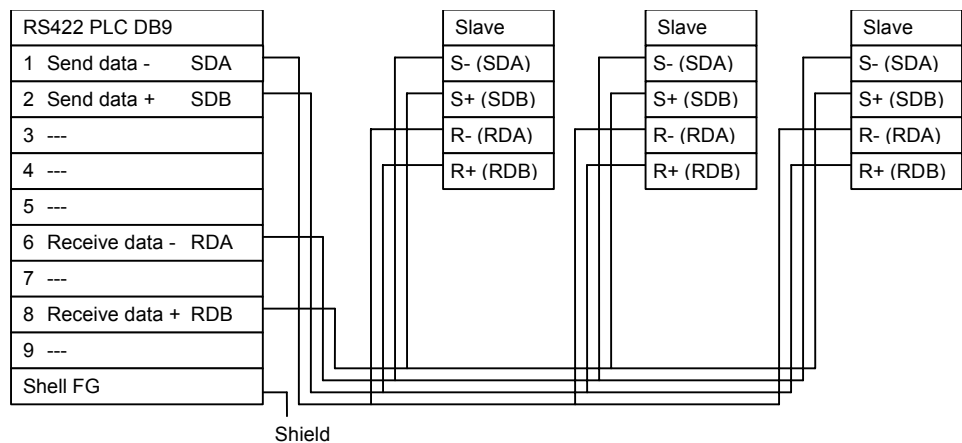 RS422 PLC DB9
1 Send data - SDA
2 Send data + SDB
3 ---
4 ---
5 ---
6 Receive data - RDA
7 ---
8 Receive data + RDB
9 ---
Shell FG
Shield
Slave
S- (SDA)
S+ (SDB)
R- (RDA)
R+ (RDB)
Slave
S- (SDA)
S+ (SDB)
R- (RDA)
R+ (RDB)
Slave
S- (SDA)
S+ (SDB)
R- (RDA)
R+ (RDB)